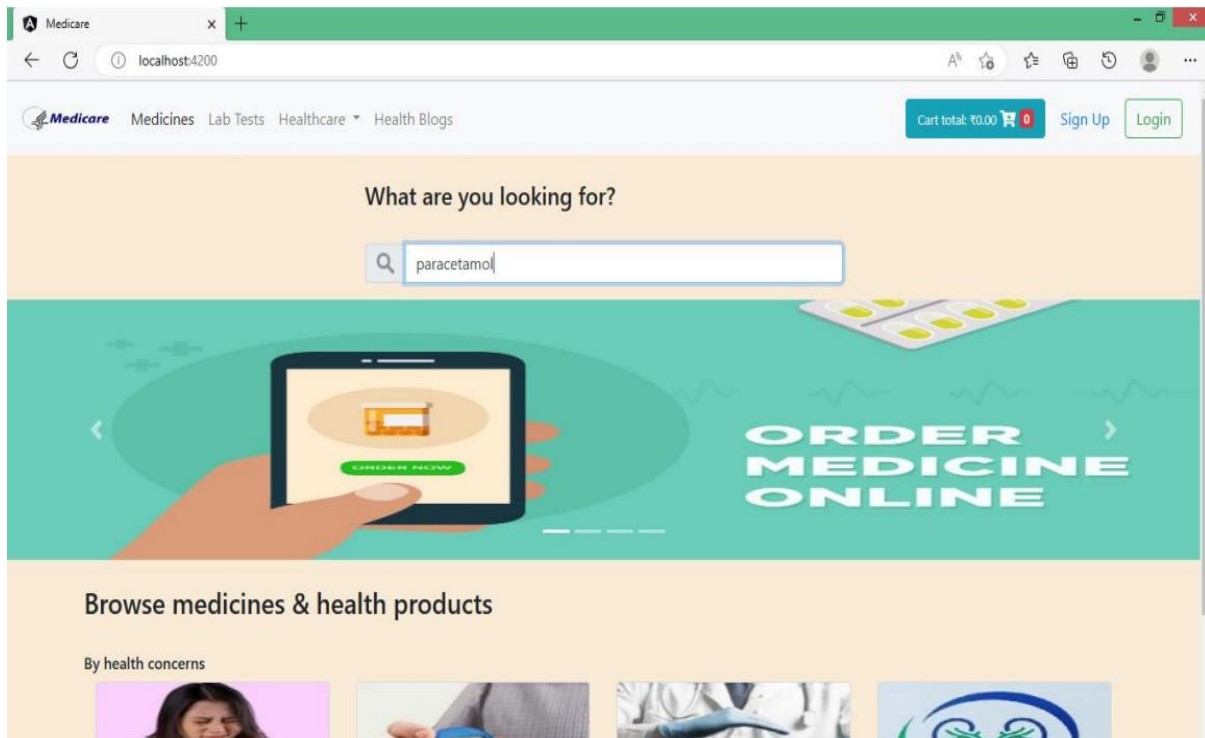 Medicare
localhost:4200
Medicare Medicines Lab Tests Healthcare Health Blogs Cart total: ₹0.00 0 Sign Up Login
What are you looking for?
paracetamol
ORDER NOW
ORDER
MEDICINE
ONLINE
Browse medicines & health products
By health concerns